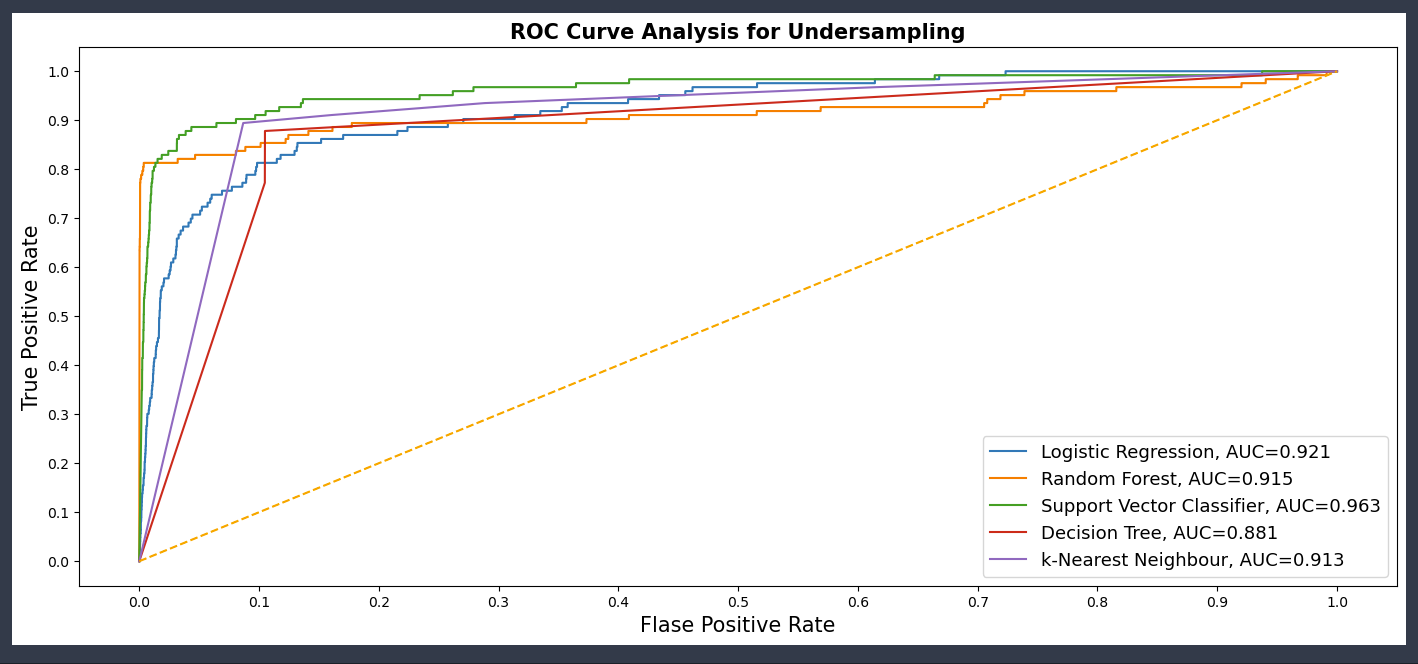 ROC Curve Analysis for Undersampling
True Positive Rate
1.0
0.9
0.8
0.7
0.6
0.5
0.4
0.3
0.2
0.1
0.0
0.0 0.1 0.2 0.3 0.4 0.5 0.6 0.7 0.8 0.9 1.0
Flase Positive Rate
Logistic Regression, AUC=0.921
Random Forest, AUC=0.915
Support Vector Classifier, AUC=0.963
Decision Tree, AUC=0.881
k-Nearest Neighbour, AUC=0.913